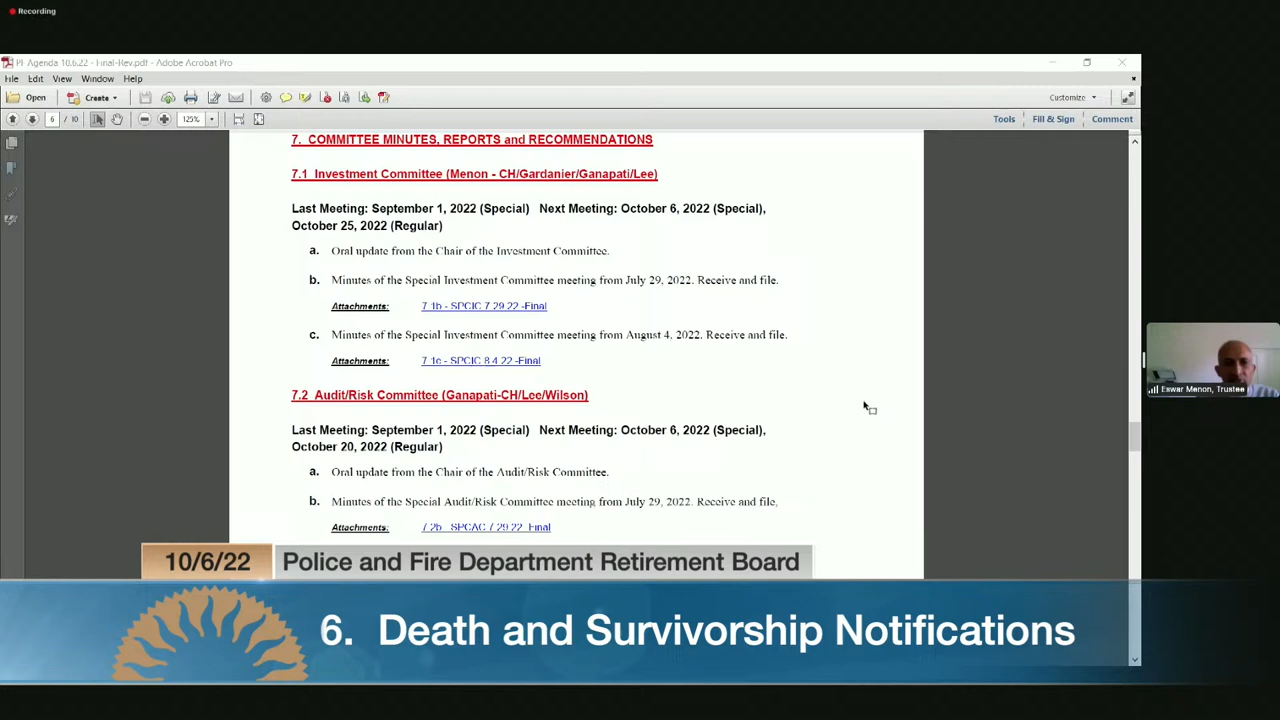 Recording
PF Agenda 10.6.22 - Final-Rev.pdf - Adobe Acrobat Pro
File Edit View Window Help
Open Create Customize
6 / 10 125% Tools Fill & Sign Comment
7. COMMITTEE MINUTES, REPORTS and RECOMMENDATIONS
7.1 Investment Committee (Menon - CH/Gardanier/Ganapati/Lee)
Last Meeting: September 1, 2022 (Special) Next Meeting: October 6, 2022 (Special),
October 25, 2022 (Regular)
a. Oral update from the Chair of the Investment Committee.
b. Minutes of the Special Investment Committee meeting from July 29, 2022. Receive and file.
Attachments: 7.1b - SPCIC 7.29.22 -Final
c. Minutes of the Special Investment Committee meeting from August 4, 2022. Receive and file.
Attachments: 7.1c - SPCIC 8.4.22 -Final
7.2 Audit/Risk Committee (Ganapati-CH/Lee/Wilson)
Last Meeting: September 1, 2022 (Special) Next Meeting: October 6, 2022 (Special),
October 20, 2022 (Regular)
a. Oral update from the Chair of the Audit/Risk Committee.
b. Minutes of the Special Audit/Risk Committee meeting from July 29, 2022. Receive and file,
Attachments: 7.2b - SPCAC 7.29.22 -Final
Eswar Menon, Trustee
10/6/22 Police and Fire Department Retirement Board
6. Death and Survivorship Notifications